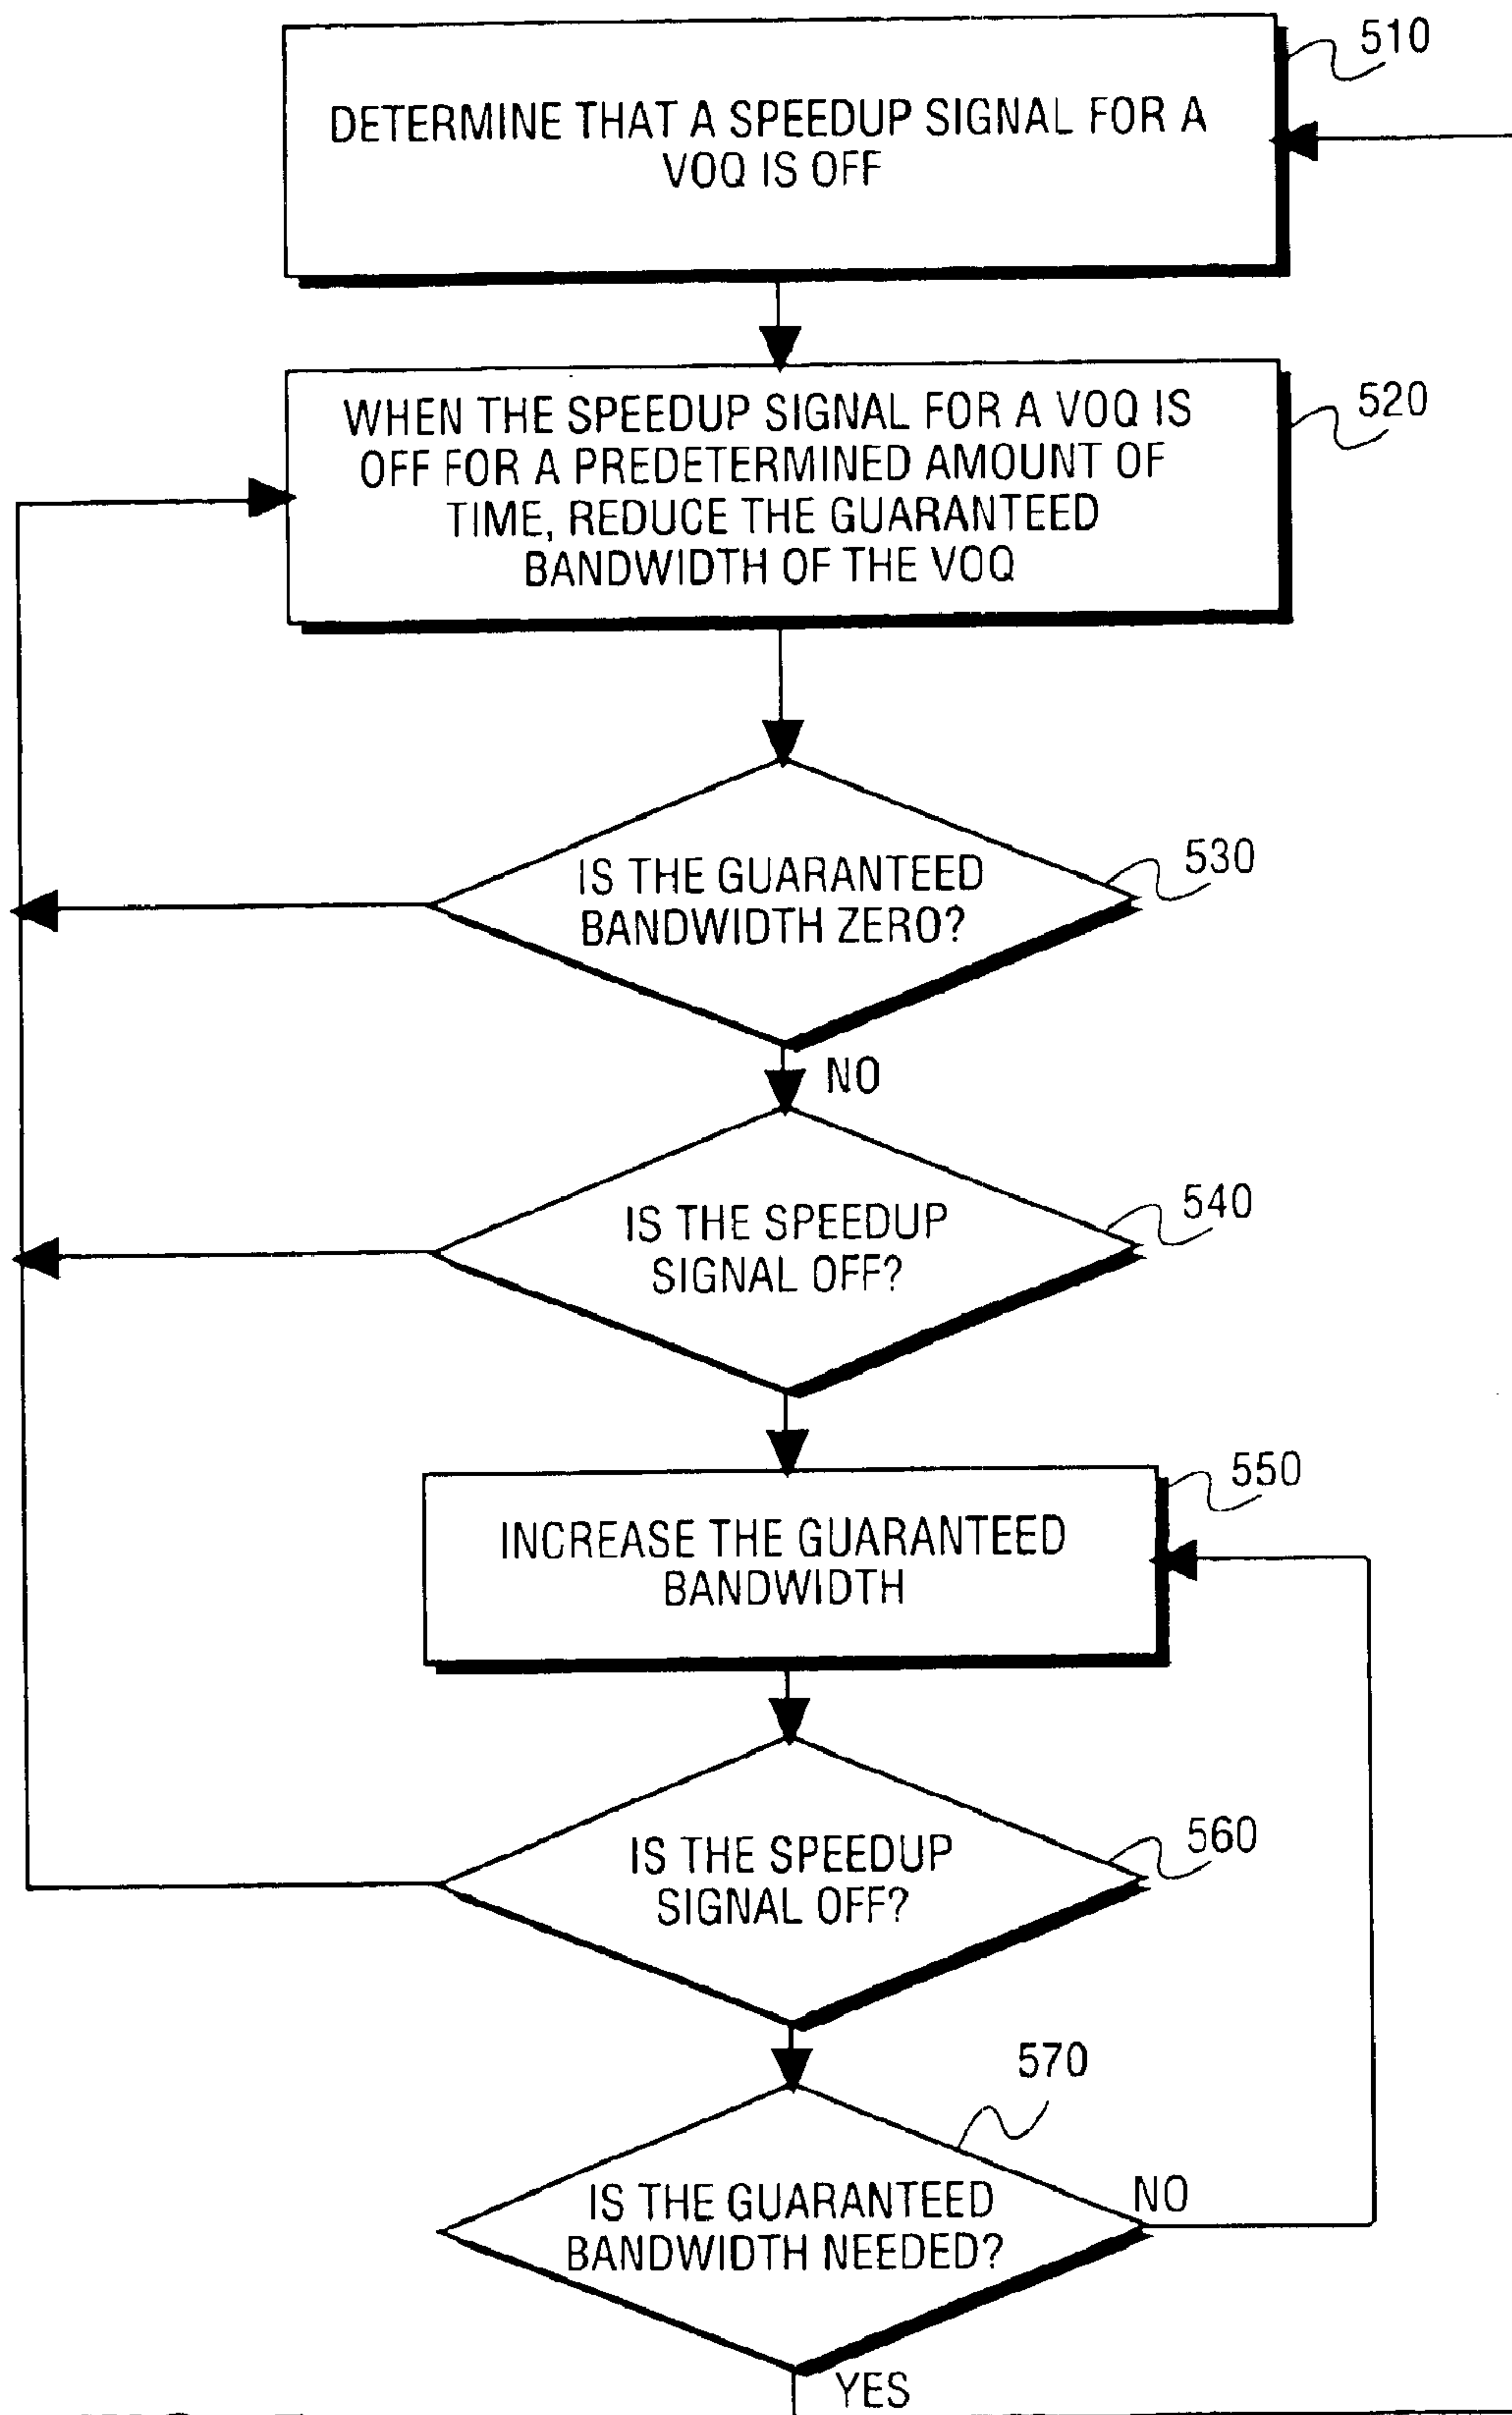 510
DETERMINE THAT A SPEEDUP SIGNAL FOR A
VOQ IS OFF
520
WHEN THE SPEEDUP SIGNAL FOR A VOQ IS
OFF FOR A PREDETERMINED AMOUNT OF
TIME, REDUCE THE GUARANTEED
BANDWIDTH OF THE VOQ
530
IS THE GUARANTEED
BANDWIDTH ZERO?
NO
540
IS THE SPEEDUP
SIGNAL OFF?
550
INCREASE THE GUARANTEED
BANDWIDTH
560
IS THE SPEEDUP
SIGNAL OFF?
570
IS THE GUARANTEED
BANDWIDTH NEEDED?
NO
YES